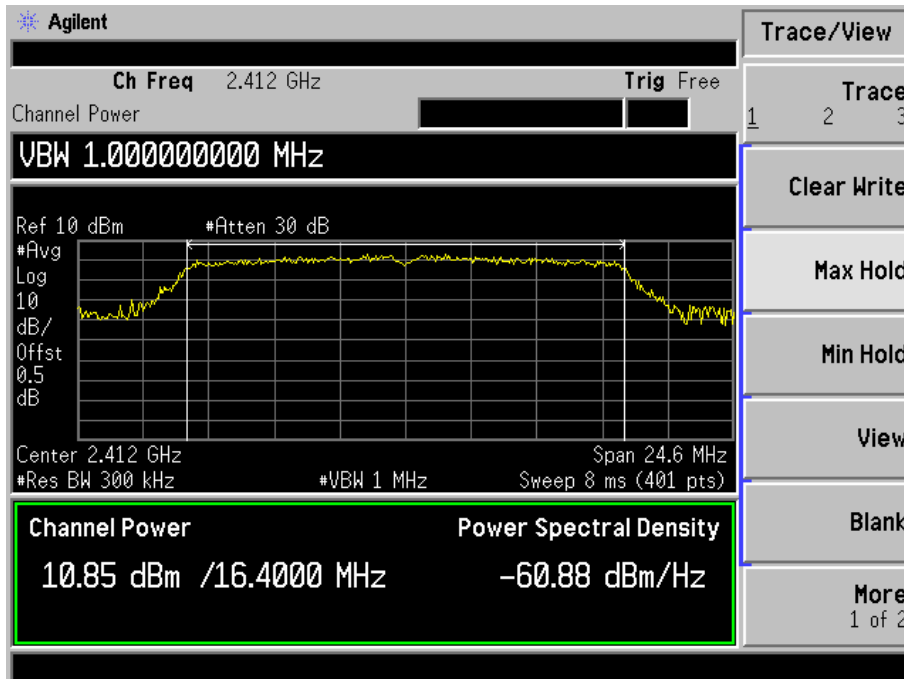 Agilent
Trace/View
Ch Freq 2.412 GHz Trig Free
Channel Power
VBW 1.000000000 MHz
Ref 10 dBm #Atten 30 dB
#Avg
Log
10
dB/
Offst
0.5
dB
Center 2.412 GHz Span 24.6 MHz
#Res BW 300 kHz #VBW 1 MHz Sweep 8 ms (401 pts)
Channel Power Power Spectral Density
10.85 dBm /16.4000 MHz -60.88 dBm/Hz
Trace
1 2 3
Clear Write
Max Hold
Min Hold
View
Blank
More
1 of 2